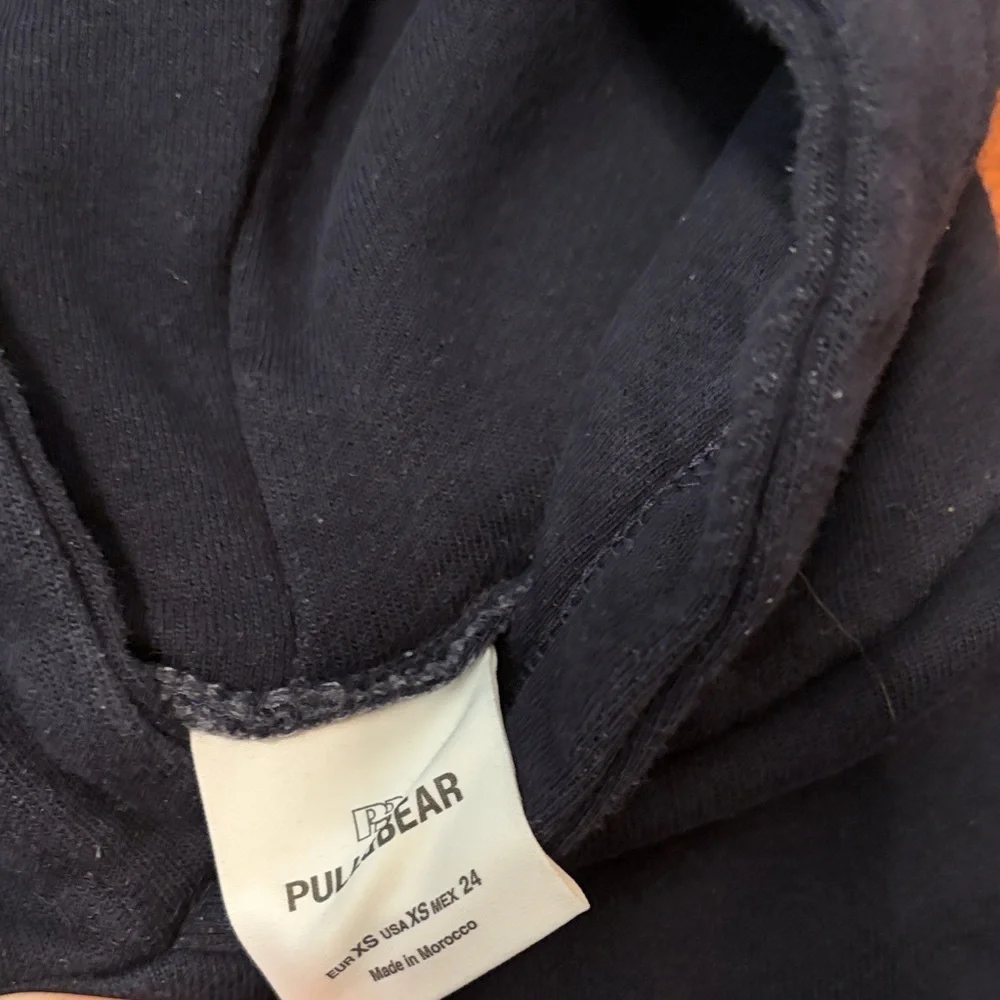 PULL&BEAR
EUR XS USA XS MEX 24
Made in Morocco